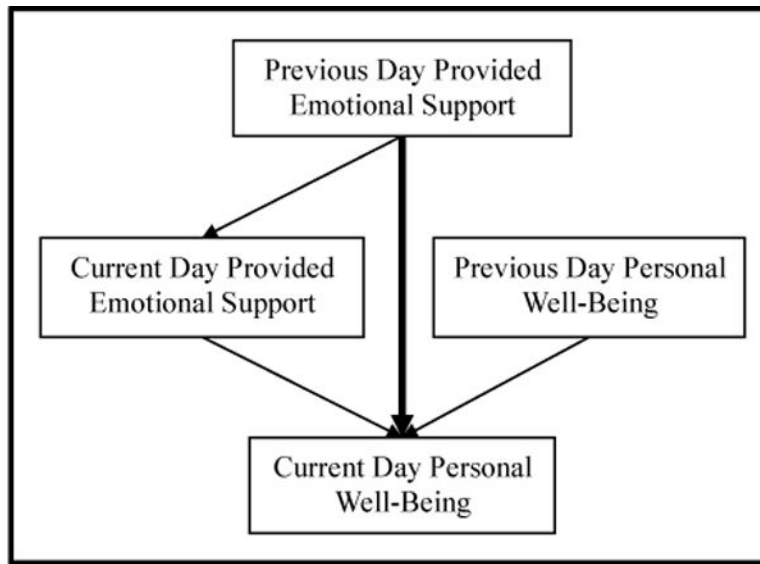 Previous Day Provided
Emotional Support
Current Day Provided
Emotional Support
Previous Day Personal
Well-Being
Current Day Personal
Well-Being